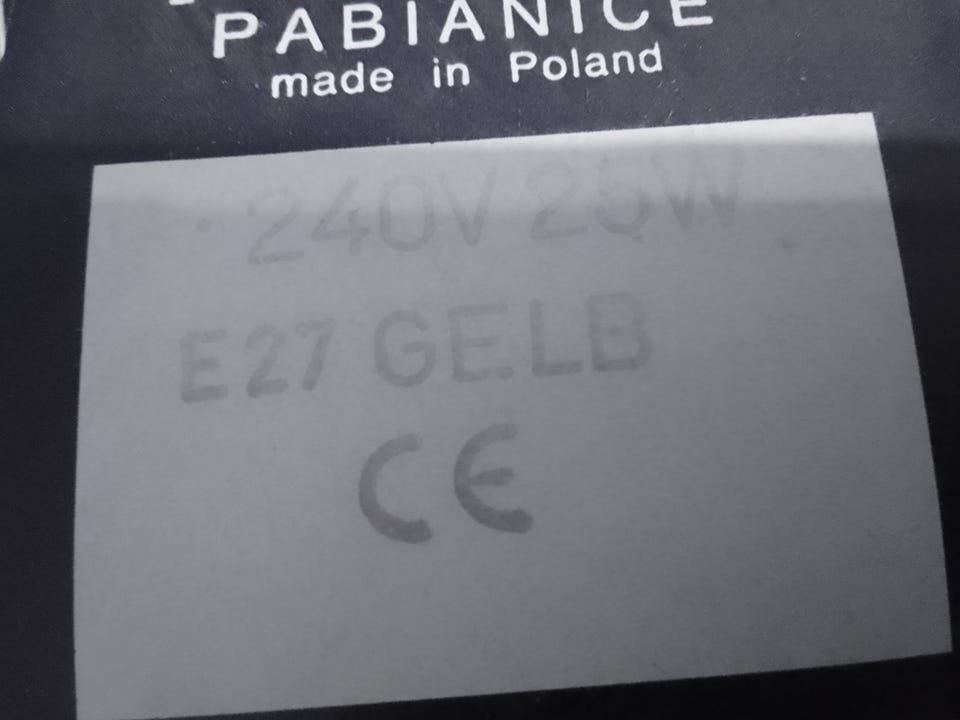 PABIANICE
made in Poland
240V 25W
E27 GELB
CE